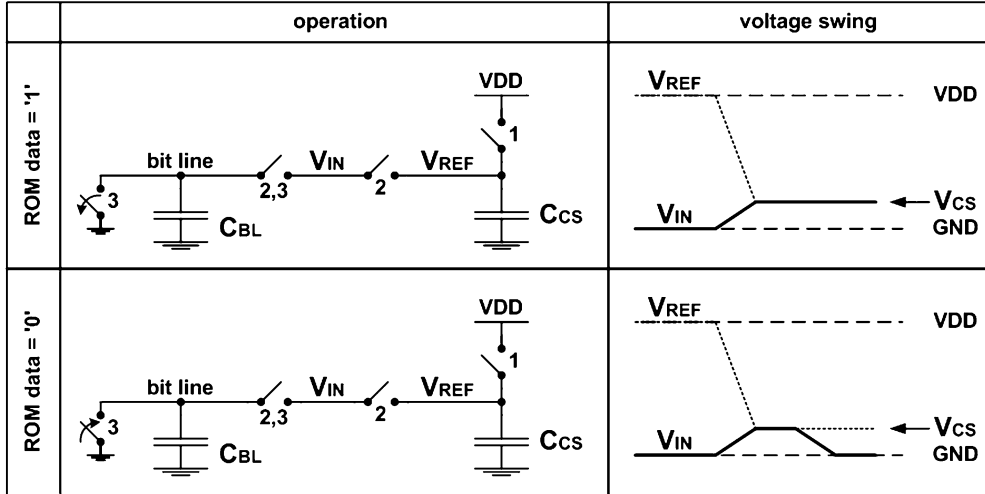 operation
voltage swing
ROM data = '1'
VDD
1
bit line
VIN
VREF
3
2,3
2
CBL
CCS
VREF
VDD
VIN
VCS
GND
ROM data = '0'
VDD
1
bit line
VIN
VREF
3
2,3
2
CBL
CCS
VREF
VDD
VIN
VCS
GND